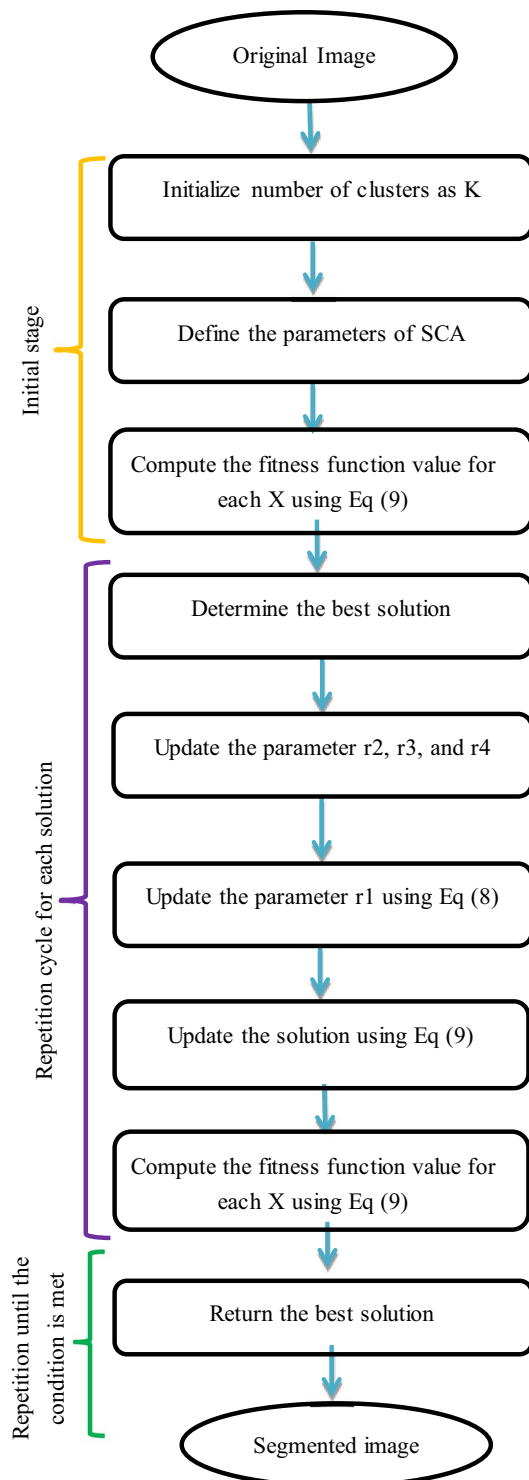 Original Image
Initial stage
Initialize number of clusters as K
Define the parameters of SCA
Compute the fitness function value for
each X using Eq (9)
Repetition cycle for each solution
Determine the best solution
Update the parameter r2, r3, and r4
Update the parameter r1 using Eq (8)
Update the solution using Eq (9)
Compute the fitness function value for
each X using Eq (9)
Repetition until the
condition is met
Return the best solution
Segmented image